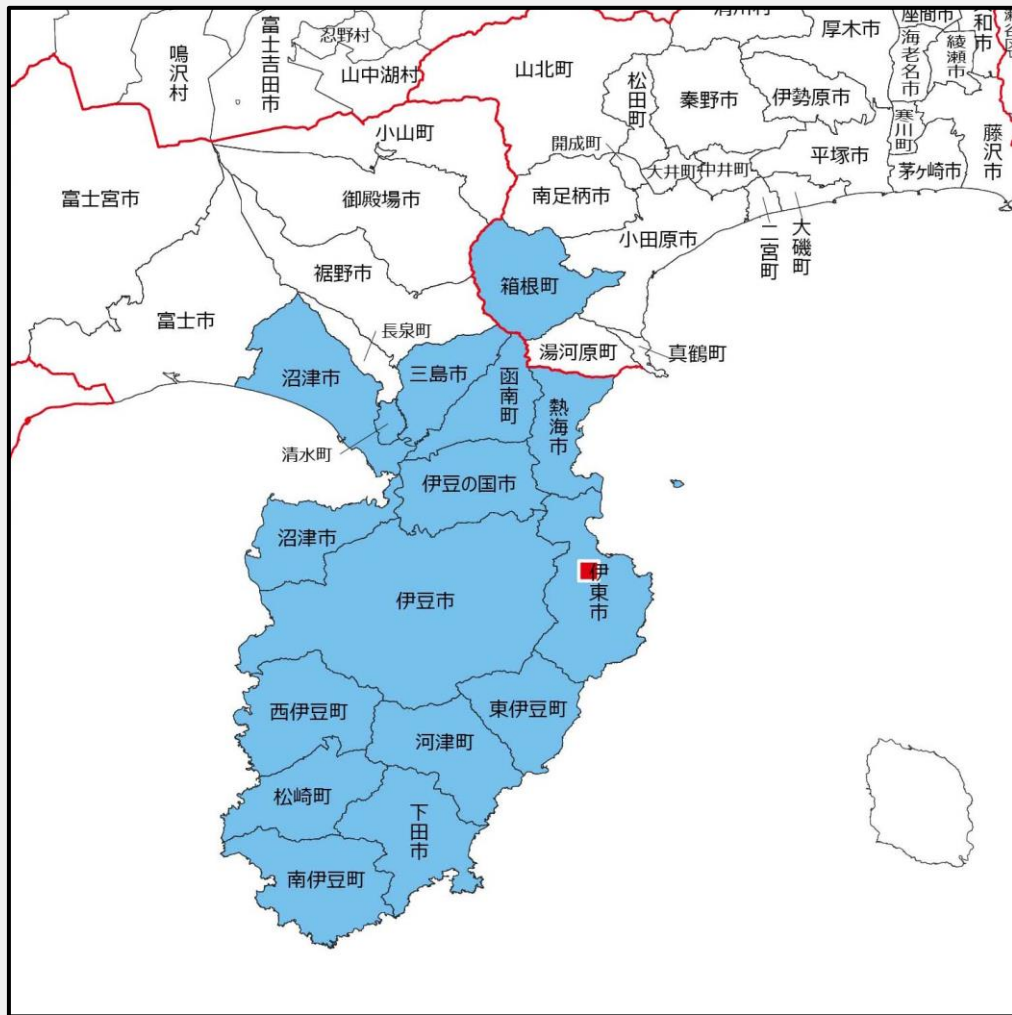 厚木市
座間市
海老名市
綾瀬市
忍野村
富士吉田市
鳴沢村
山中湖村
山北町
松田町
秦野市
伊勢原市
寒川町
藤沢市
小山町
開成町
大井町
中井町
平塚市
茅ヶ崎市
富士宮市
御殿場市
南足柄市
小田原市
二宮町
大磯町
裾野市
箱根町
富士市
長泉町
湯河原町
真鶴町
沼津市
三島市
函南町
熱海市
清水町
伊豆の国市
沼津市
伊豆市
伊東市
西伊豆町
東伊豆町
河津町
松崎町
下田市
南伊豆町